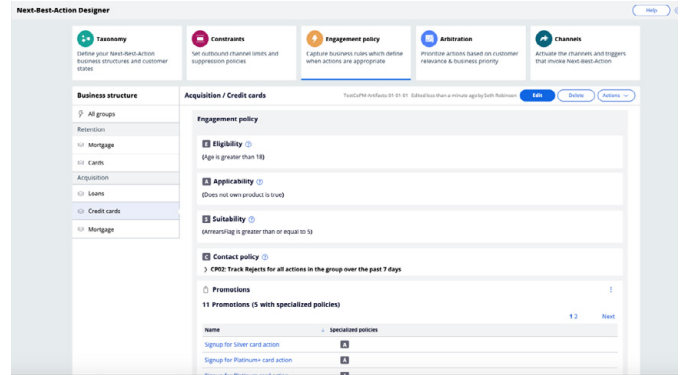 Next-Best-Action Designer
Help
Taxonomy
Define your Next-Best-Action
business structures and customer
states
Constraints
Set outbound channel limits and
suppression policies
Engagement policy
Capture business rules which define
when actions are appropriate
Arbitration
Prioritize actions based on customer
relevance & business priority
Channels
Activate the channels and triggers
that invoke Next-Best-Action
Business structure
All groups
Retention
Mortgage
Cards
Acquisition
Loans
Credit cards
Mortgage
Acquisition / Credit cards
Edited less than a minute ago by Seth Robinson
Edit
Delete
Actions
Engagement policy
E Eligibility
(Age is greater than 18)
A Applicability
(Does not own product is true)
S Suitability
(ArrearsFlag is greater than or equal to 5)
C Contact policy
CP02: Track Rejects for all actions in the group over the past 7 days
Promotions
11 Promotions (5 with specialized policies)
1 2 Next
Name Specialized policies
Signup for Silver card action A
Signup for Platinum+ card action A